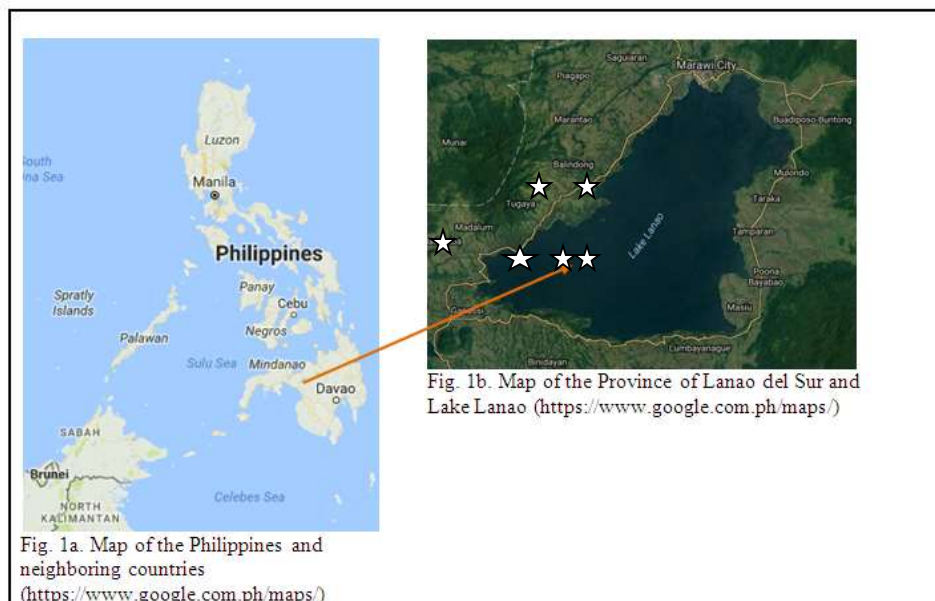 Luzon
Manila
Philippines
Panay
Cebu
Spratly
Islands
Negros
Palawan
Sulu Sea
Mindanao
Davao
SABAH
Brunei
Celebes Sea
NORTH
KALIMANTAN
Fig. 1a. Map of the Philippines and
neighboring countries
(https://www.google.com.ph/maps/)
Saguiaran
Marawi City
Piagapo
Marantao
Buadiposo-Buntong
Munai
Balindong
Mulondo
Tugaya
Taraka
Madalum
Lake Lanao
Tamparan
Poona
Bayabao
Masiu
Lumbayanague
Binidayan
Fig. 1b. Map of the Province of Lanao del Sur and
Lake Lanao (https://www.google.com.ph/maps/)